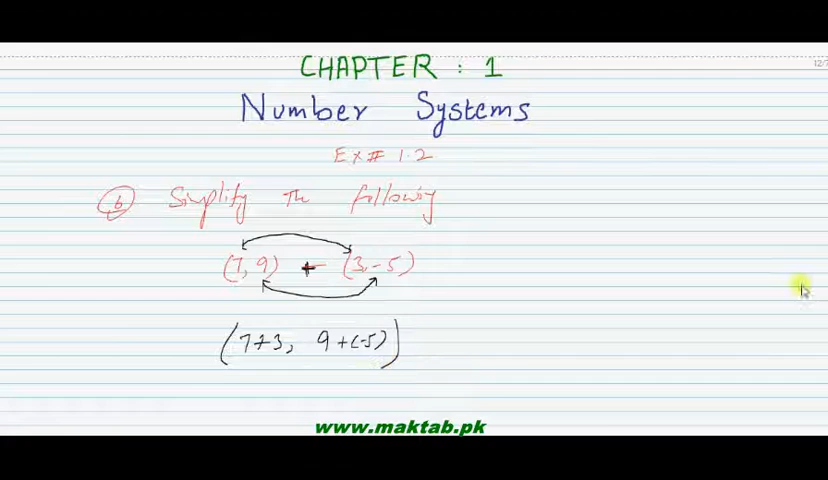 CHAPTER : 1
Number Systems
Ex# 1.2
6 Simplify the following
(7, 9) + (3, -5)
(7+3, 9+(-5))
www.maktab.pk